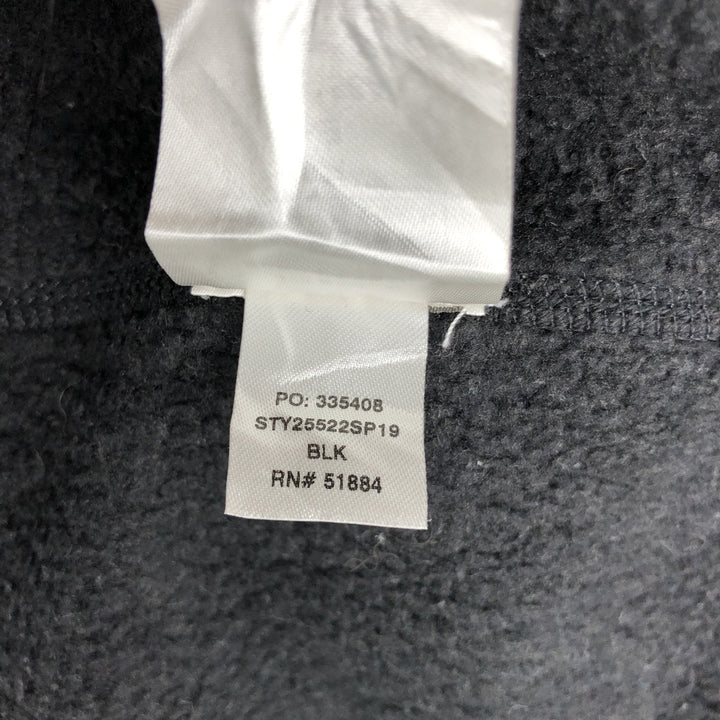 PO: 335408
STY25522SP19
BLK
RN# 51884